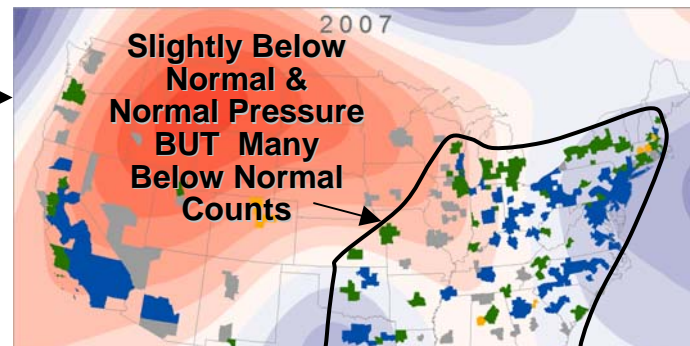 2007
Slightly Below
Normal &
Normal Pressure
BUT Many
Below Normal
Counts